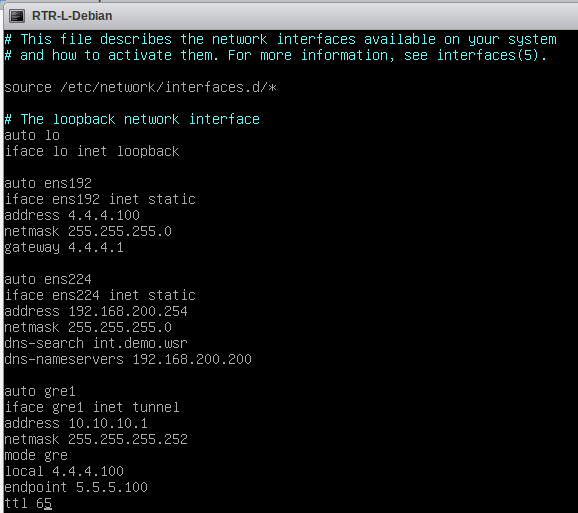 RTR-L-Debian
# This file describes the network interfaces available on your system
# and how to activate them. For more information, see interfaces(5).
source /etc/network/interfaces.d/*
# The loopback network interface
auto lo
iface lo inet loopback
auto ens192
iface ens192 inet static
address 4.4.4.100
netmask 255.255.255.0
gateway 4.4.4.1
auto ens224
iface ens224 inet static
address 192.168.200.254
netmask 255.255.255.0
dns-search int.demo.wsr
dns-nameservers 192.168.200.200
auto gre1
iface gre1 inet tunnel
address 10.10.10.1
netmask 255.255.255.252
mode gre
local 4.4.4.100
endpoint 5.5.5.100
ttl 65